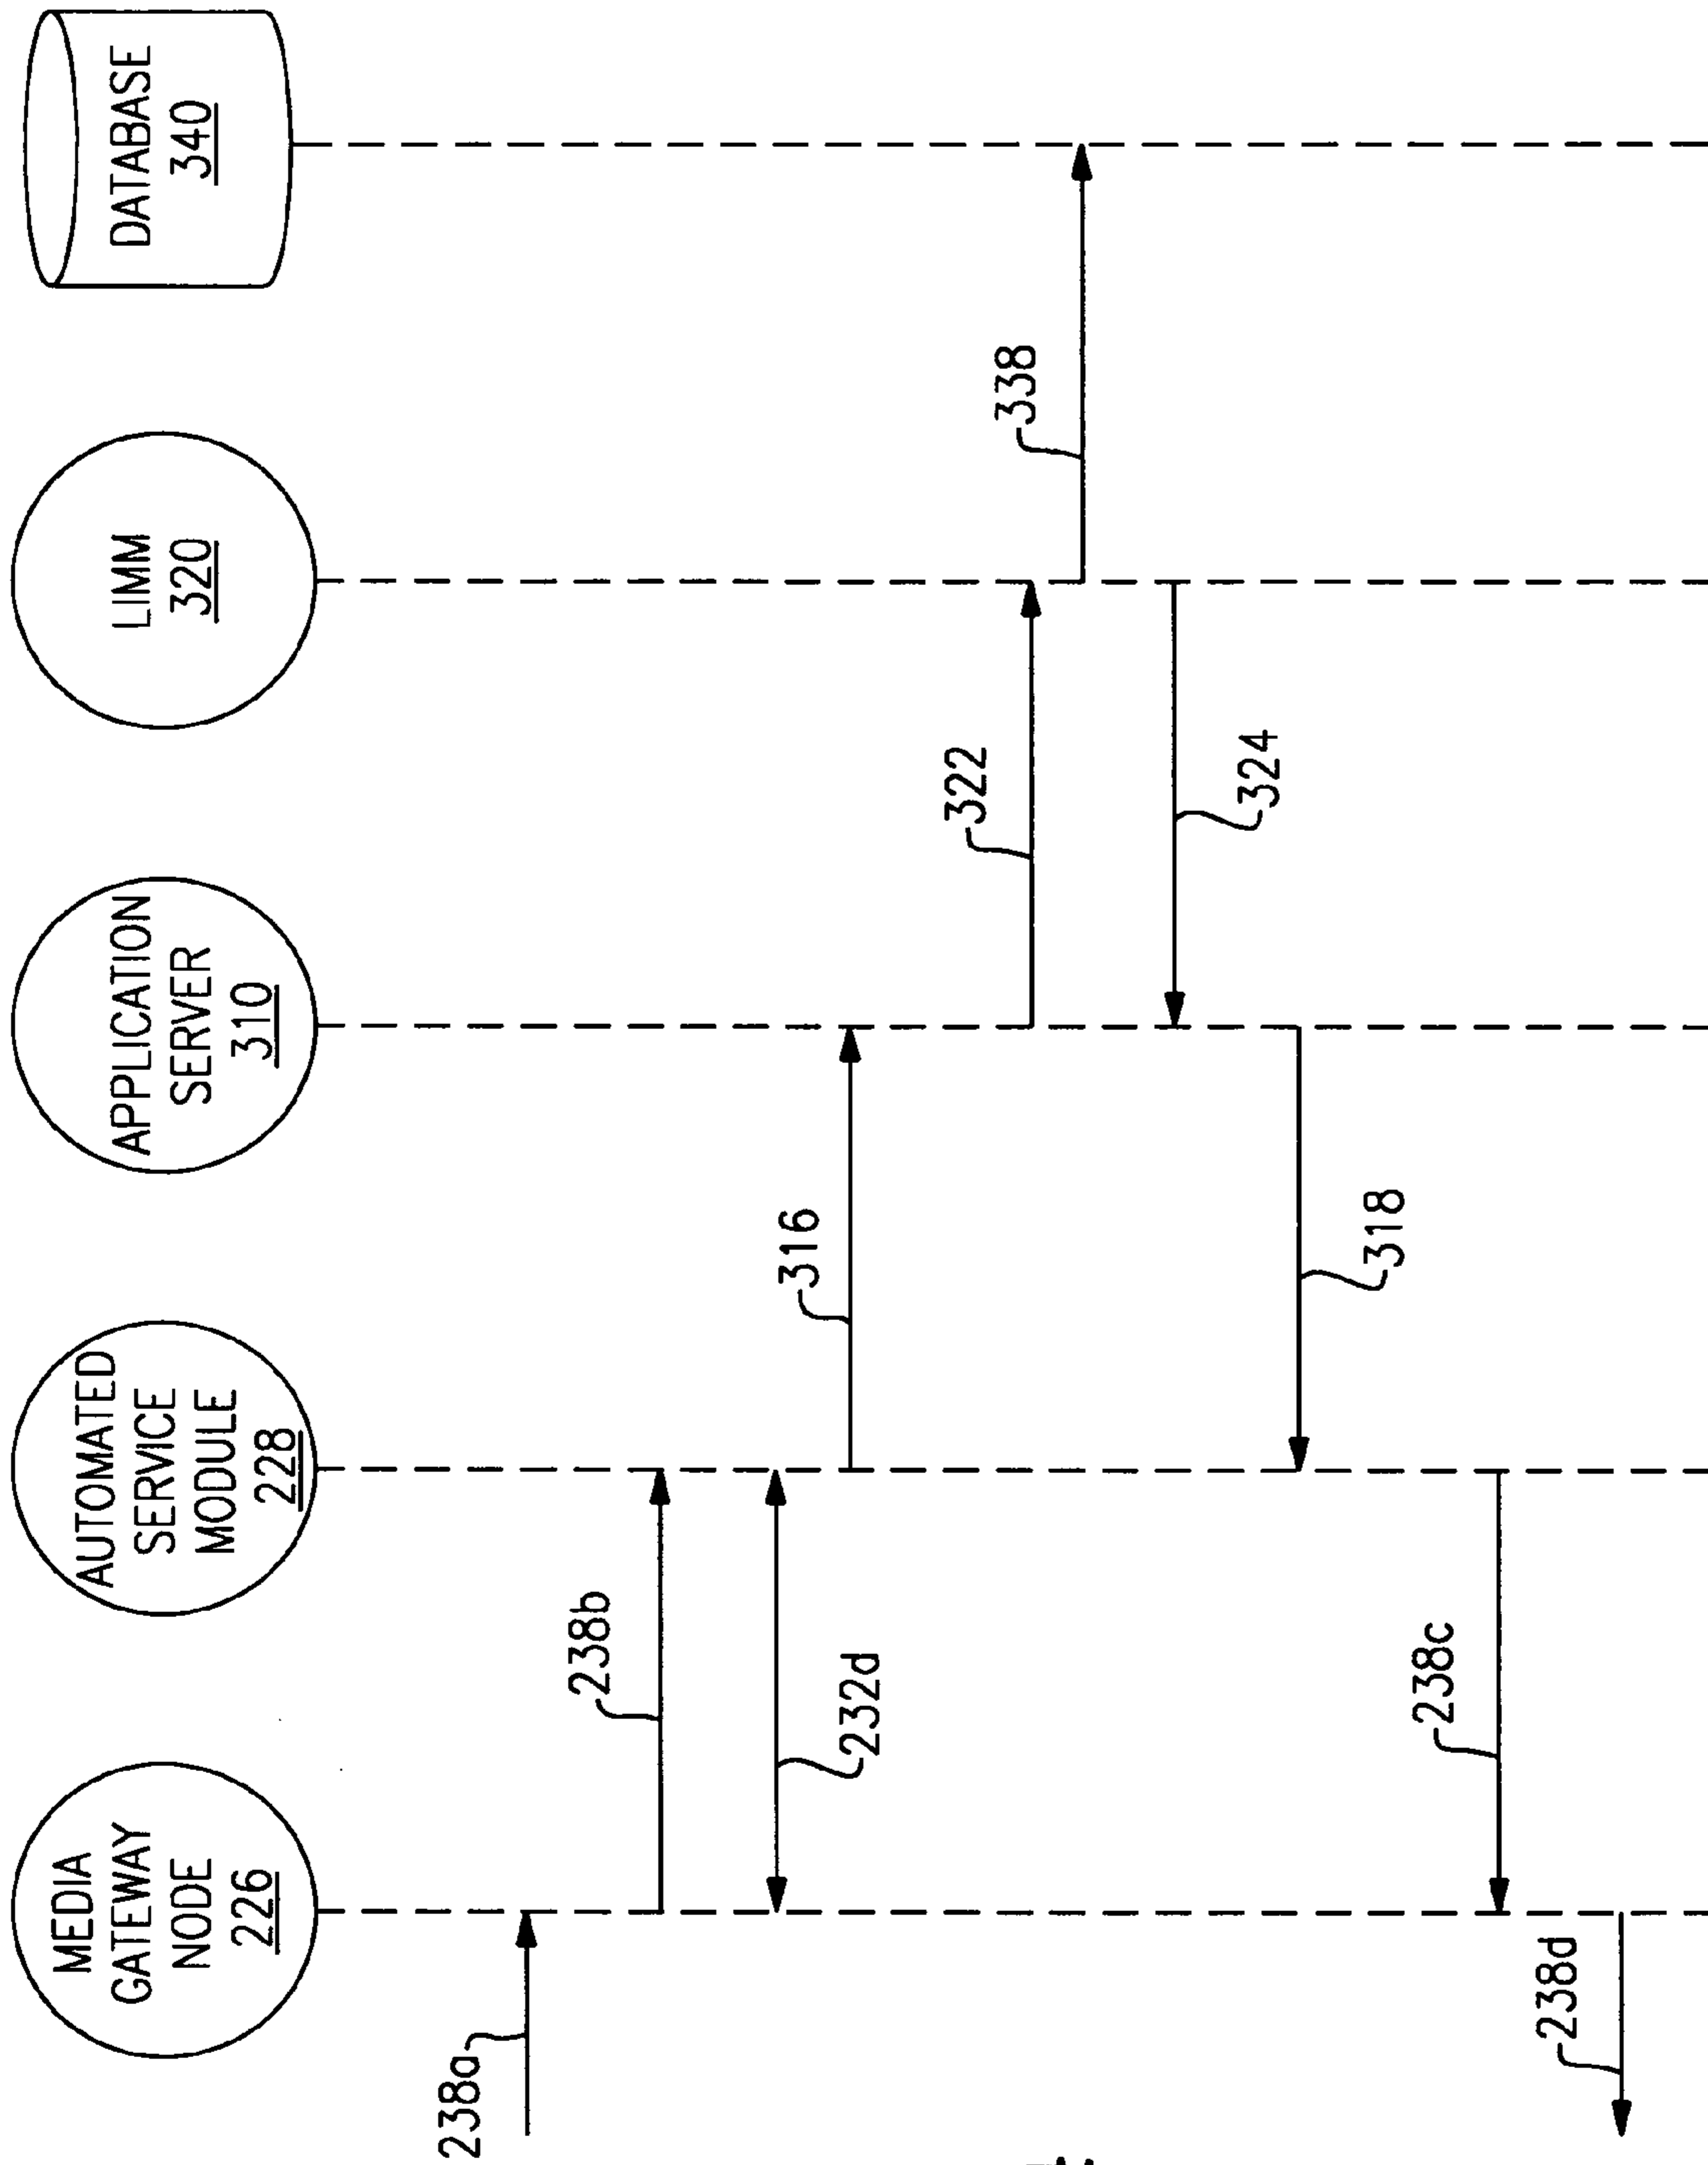 MEDIA
GATEWAY
NODE
226
AUTOMATED
SERVICE
MODULE
228
APPLICATION
SERVER
310
LIMM
320
DATABASE
340
238a
238b
232d
316
322
338
324
318
238c
238d